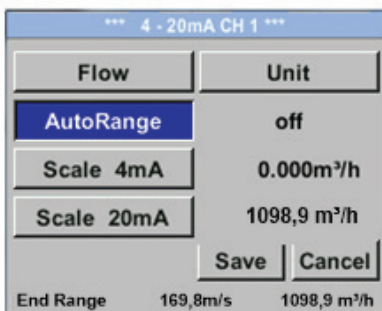 *** 4 - 20mA CH 1 ***
Flow Unit
AutoRange off
Scale 4mA 0.000m³/h
Scale 20mA 1098,9 m³/h
Save Cancel
End Range 169,8m/s 1098,9 m³/h